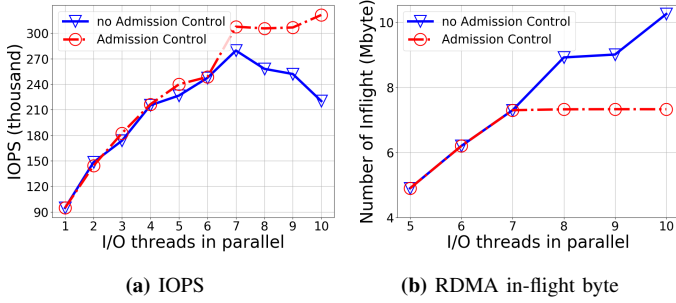 no Admission Control
Admission Control
300
270
240
210
180
150
120
90
IOPS (thousand)
1 2 3 4 5 6 7 8 9 10
I/O threads in parallel
(a) IOPS
no Admission Control
Admission Control
10
8
6
4
Number of Inflight (Mbyte)
5 6 7 8 9 10
I/O threads in parallel
(b) RDMA in-flight byte